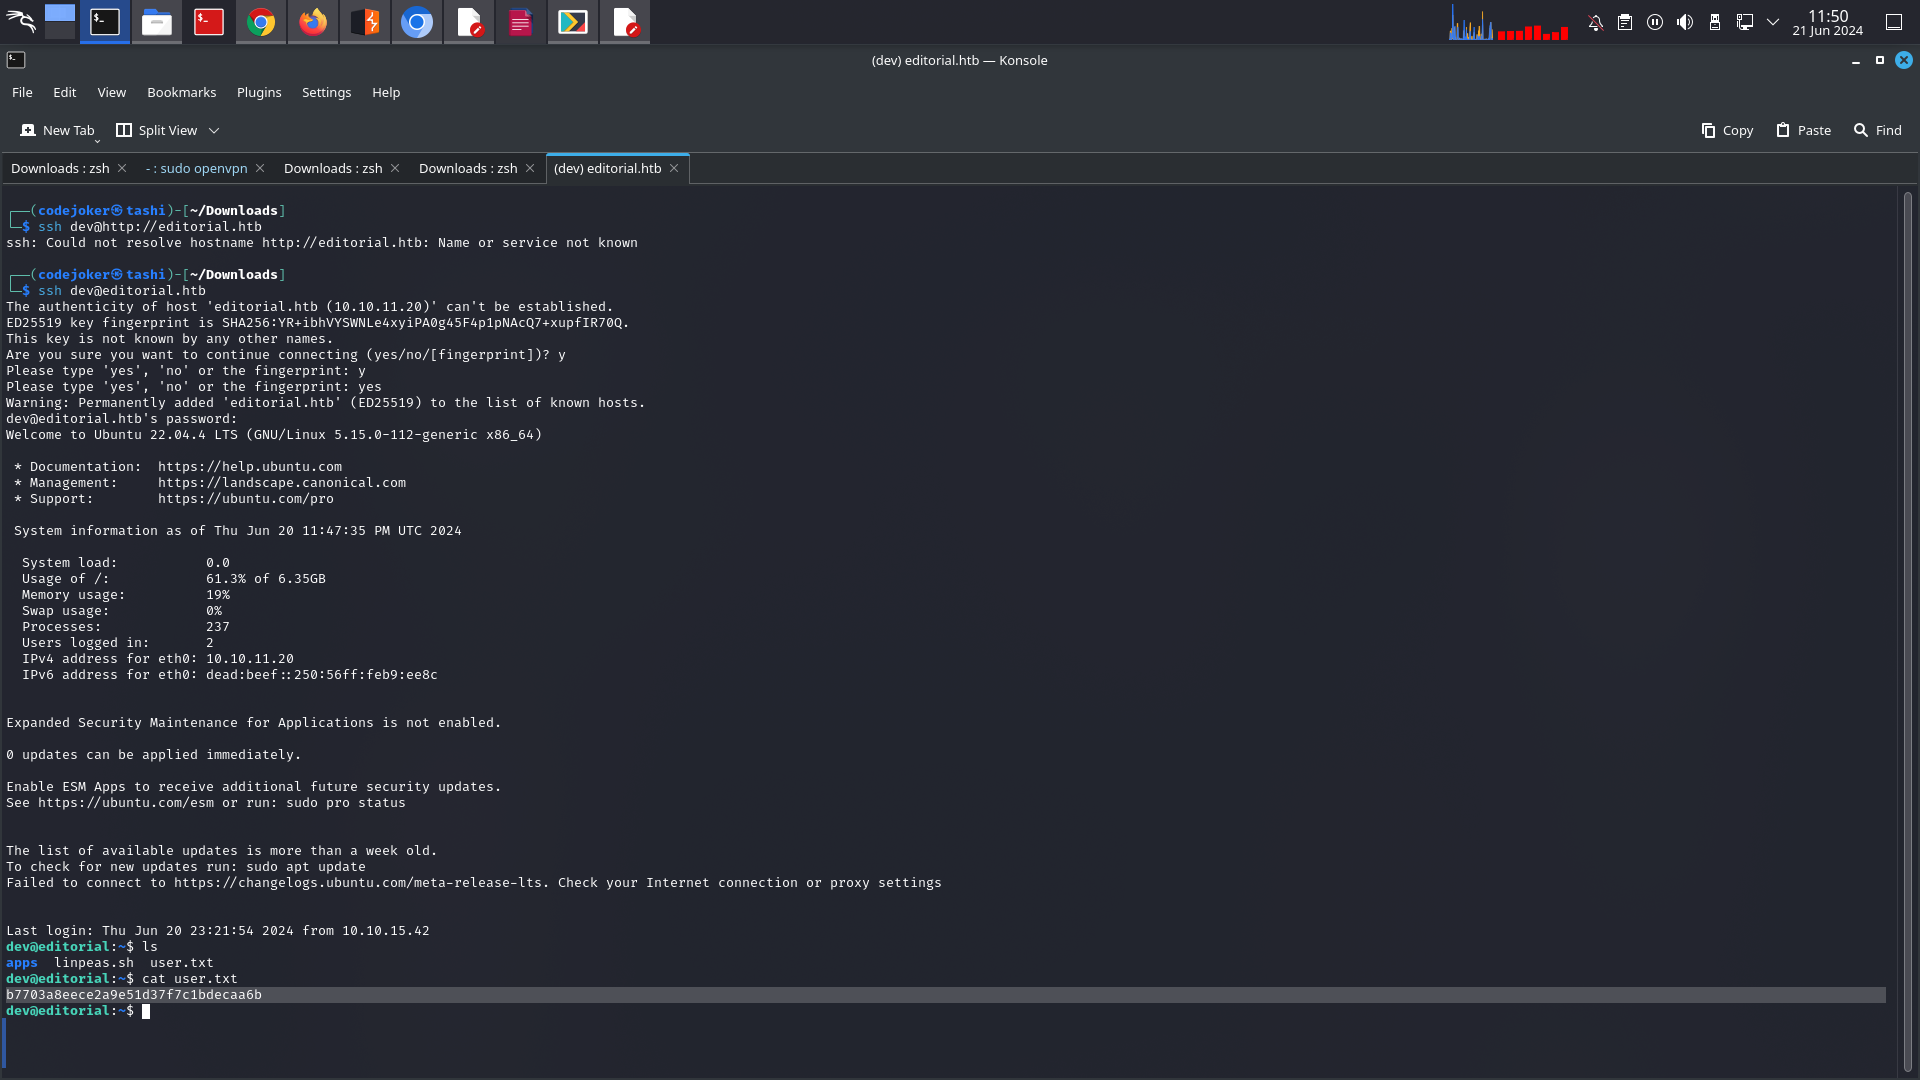 11:50
21 Jun 2024
(dev) editorial.htb — Konsole
File Edit View Bookmarks Plugins Settings Help
New Tab Split View Copy Paste Find
Downloads : zsh - : sudo openvpn Downloads : zsh Downloads : zsh (dev) editorial.htb
┌──(codejoker㉿tashi)-[~/Downloads]
└─$ ssh dev@http://editorial.htb
ssh: Could not resolve hostname http://editorial.htb: Name or service not known
┌──(codejoker㉿tashi)-[~/Downloads]
└─$ ssh dev@editorial.htb
The authenticity of host 'editorial.htb (10.10.11.20)' can't be established.
ED25519 key fingerprint is SHA256:YR+ibhVYSWNLe4xyiPA0g45F4p1pNAcQ7+xupfIR70Q.
This key is not known by any other names.
Are you sure you want to continue connecting (yes/no/[fingerprint])? y
Please type 'yes', 'no' or the fingerprint: y
Please type 'yes', 'no' or the fingerprint: yes
Warning: Permanently added 'editorial.htb' (ED25519) to the list of known hosts.
dev@editorial.htb's password:
Welcome to Ubuntu 22.04.4 LTS (GNU/Linux 5.15.0-112-generic x86_64)
* Documentation:  https://help.ubuntu.com
* Management:     https://landscape.canonical.com
* Support:        https://ubuntu.com/pro
System information as of Thu Jun 20 11:47:35 PM UTC 2024
System load:           0.0
Usage of /:            61.3% of 6.35GB
Memory usage:          19%
Swap usage:            0%
Processes:             237
Users logged in:       2
IPv4 address for eth0: 10.10.11.20
IPv6 address for eth0: dead:beef::250:56ff:feb9:ee8c
Expanded Security Maintenance for Applications is not enabled.
0 updates can be applied immediately.
Enable ESM Apps to receive additional future security updates.
See https://ubuntu.com/esm or run: sudo pro status
The list of available updates is more than a week old.
To check for new updates run: sudo apt update
Failed to connect to https://changelogs.ubuntu.com/meta-release-lts. Check your Internet connection or proxy settings
Last login: Thu Jun 20 23:21:54 2024 from 10.10.15.42
dev@editorial:~$ ls
apps  linpeas.sh  user.txt
dev@editorial:~$ cat user.txt
b7703a8eece2a9e51d37f7c1bdecaa6b
dev@editorial:~$